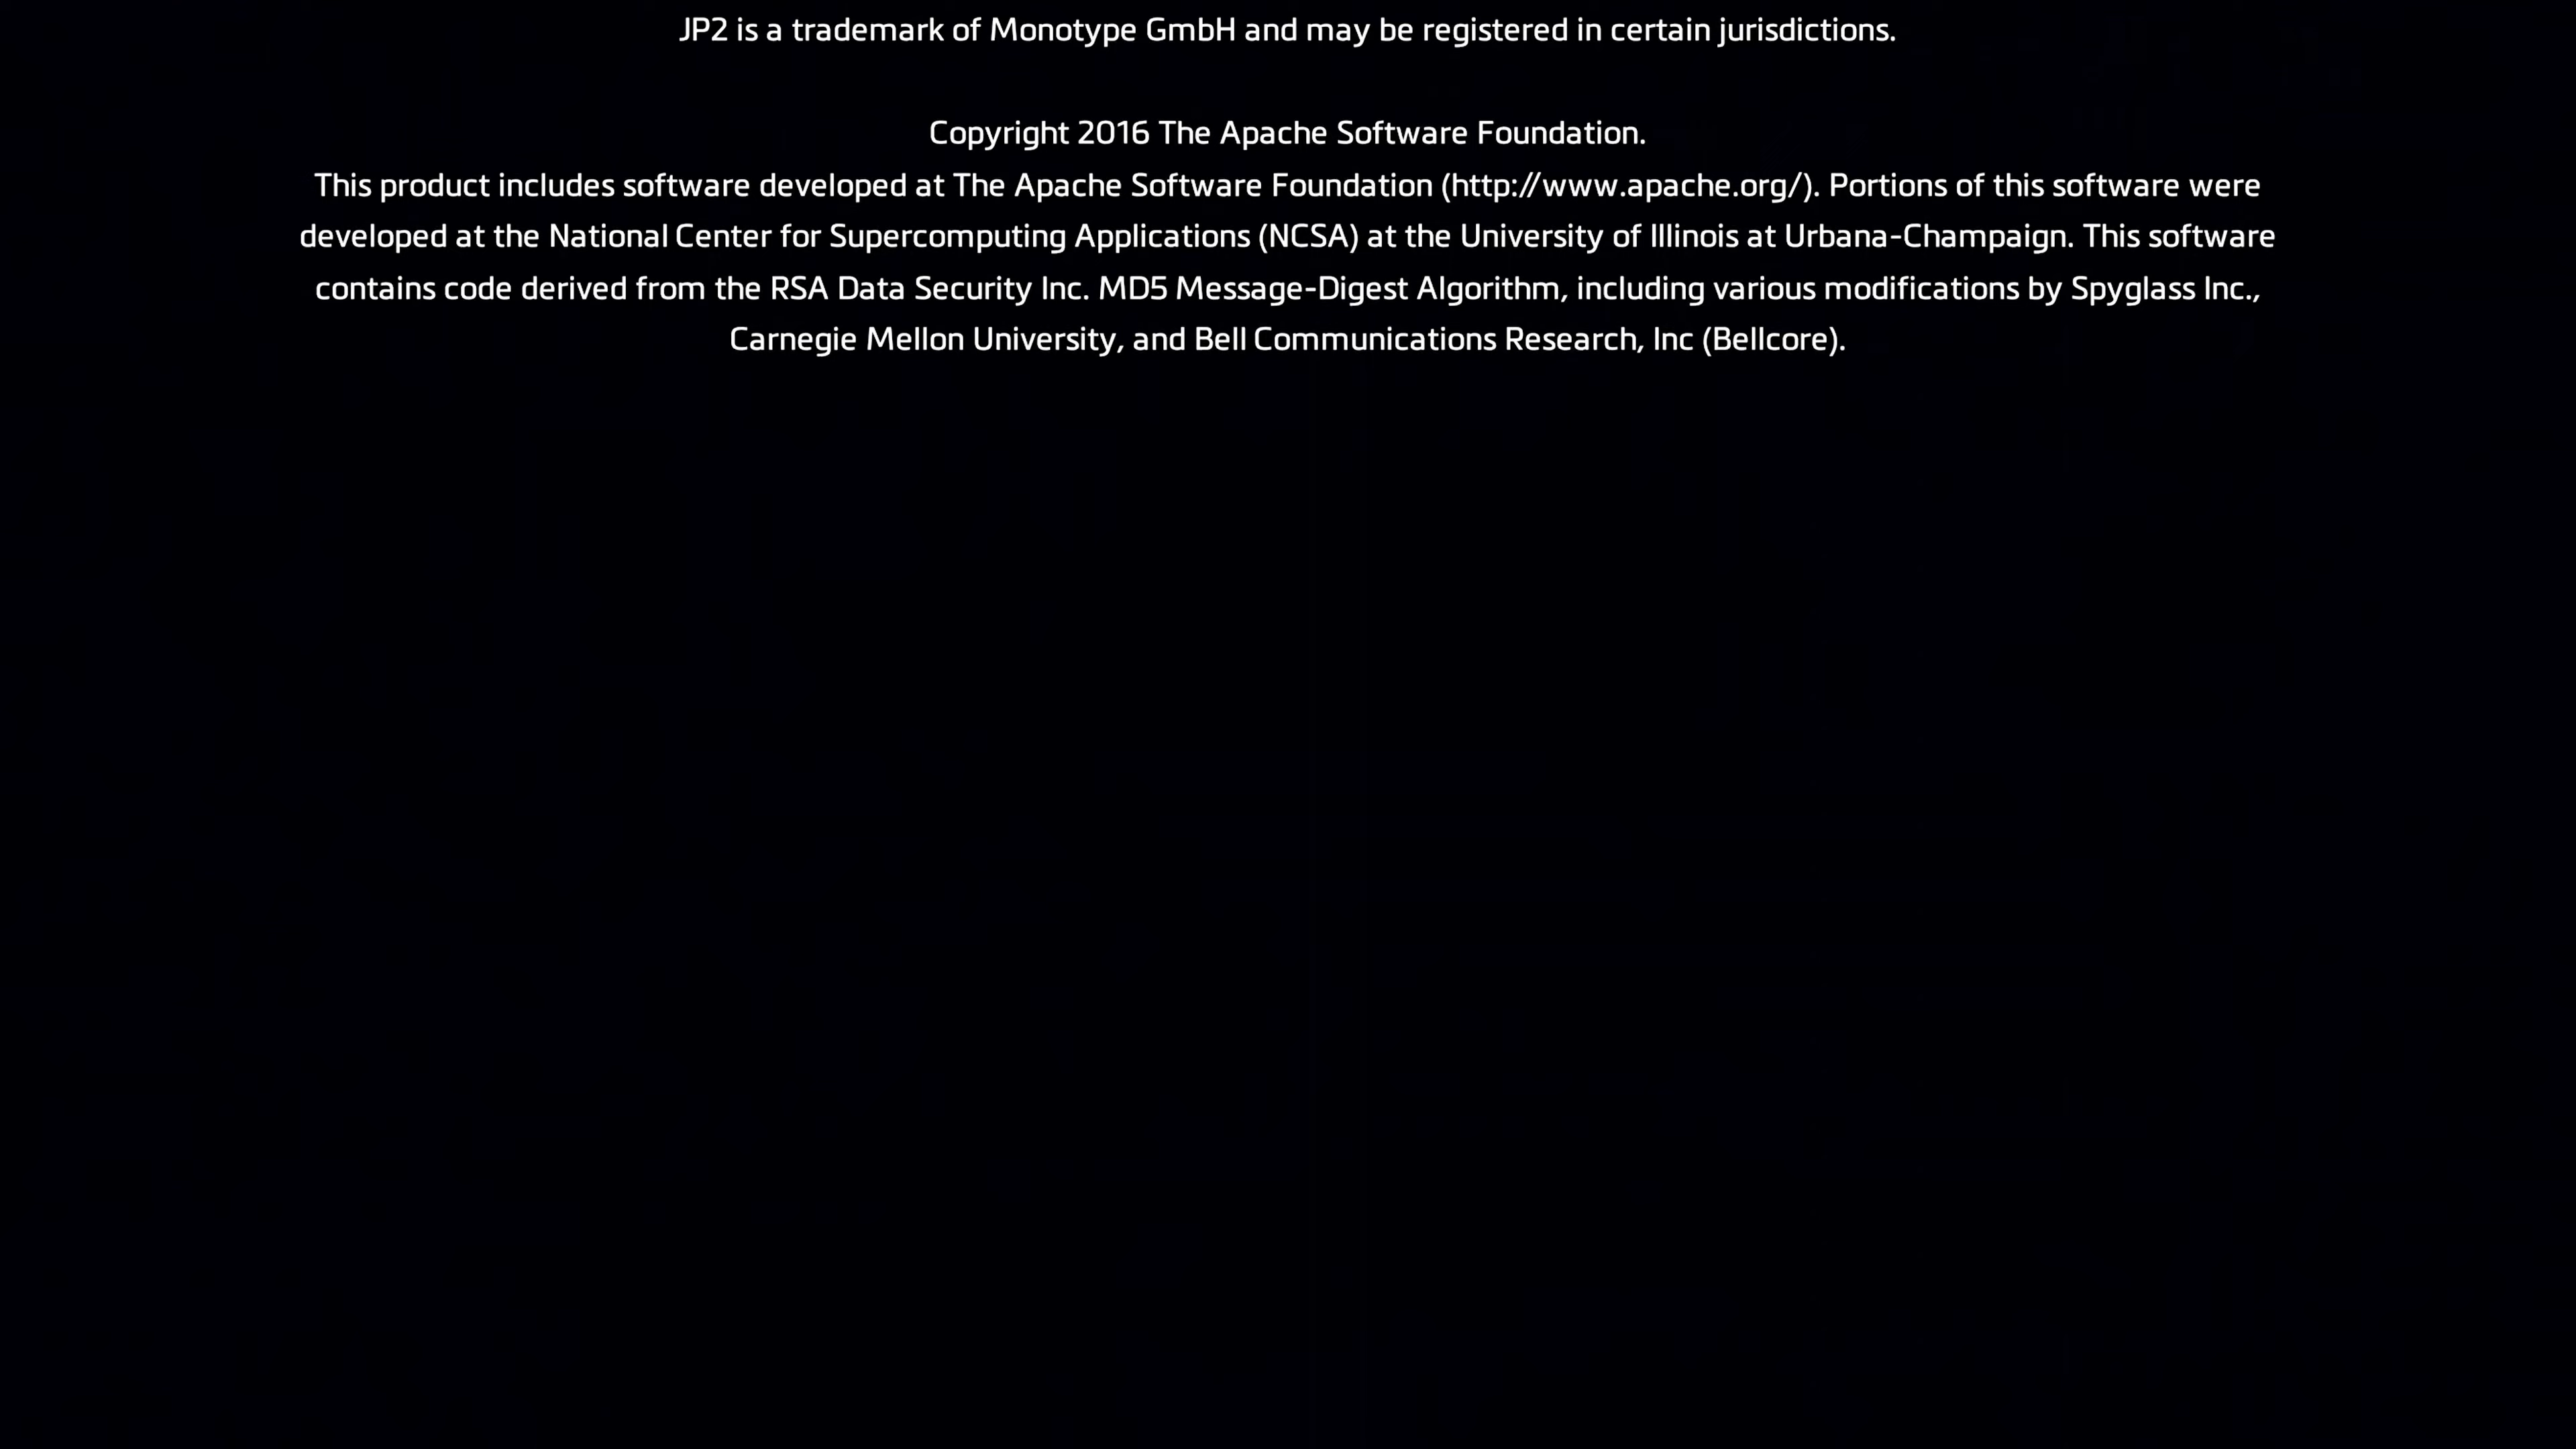 JP2 is a trademark of Monotype GmbH and may be registered in certain jurisdictions.
Copyright 2016 The Apache Software Foundation.
This product includes software developed at The Apache Software Foundation (http://www.apache.org/). Portions of this software were
developed at the National Center for Supercomputing Applications (NCSA) at the University of Illinois at Urbana-Champaign. This software
contains code derived from the RSA Data Security Inc. MD5 Message-Digest Algorithm, including various modifications by Spyglass Inc.,
Carnegie Mellon University, and Bell Communications Research, Inc (Bellcore).